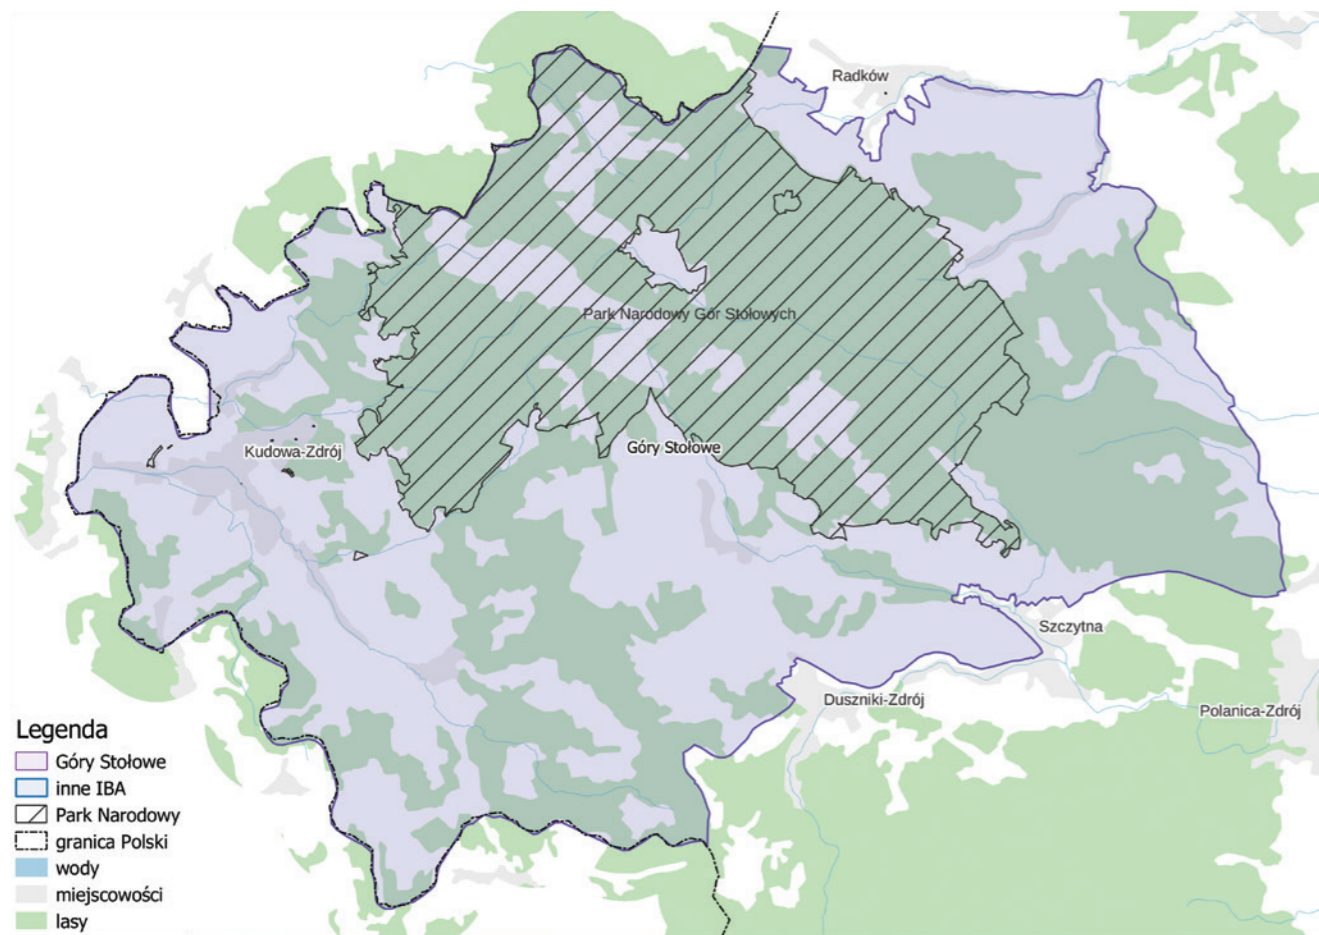 Radków
Park Narodowy Gór Stołowych
Góry Stołowe
Kudowa-Zdrój
Szczytna
Duszniki-Zdrój
Polanica-Zdrój
Legenda
Góry Stołowe
inne IBA
Park Narodowy
granica Polski
wody
miejscowości
lasy